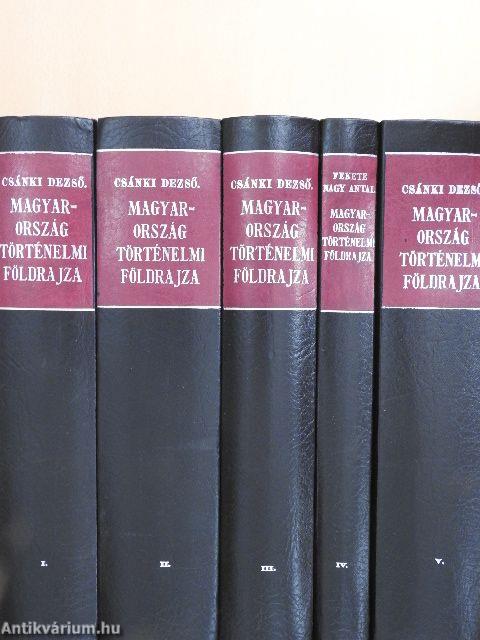 CSÁNKI DEZSŐ.
MAGYAR-
ORSZÁG
TÖRTÉNELMI
FÖLDRAJZA
I.
CSÁNKI DEZSŐ.
MAGYAR-
ORSZÁG
TÖRTÉNELMI
FÖLDRAJZA
II.
CSÁNKI DEZSŐ.
MAGYAR-
ORSZÁG
TÖRTÉNELMI
FÖLDRAJZA
III.
FEKETE
NAGY ANTAL
MAGYAR-
ORSZÁG
TÖRTÉNELMI
FÖLDRAJZA
IV.
CSÁNKI DEZSŐ
MAGYAR-
ORSZÁG
TÖRTÉNELMI
FÖLDRAJZA
V.
Antikvárium.hu